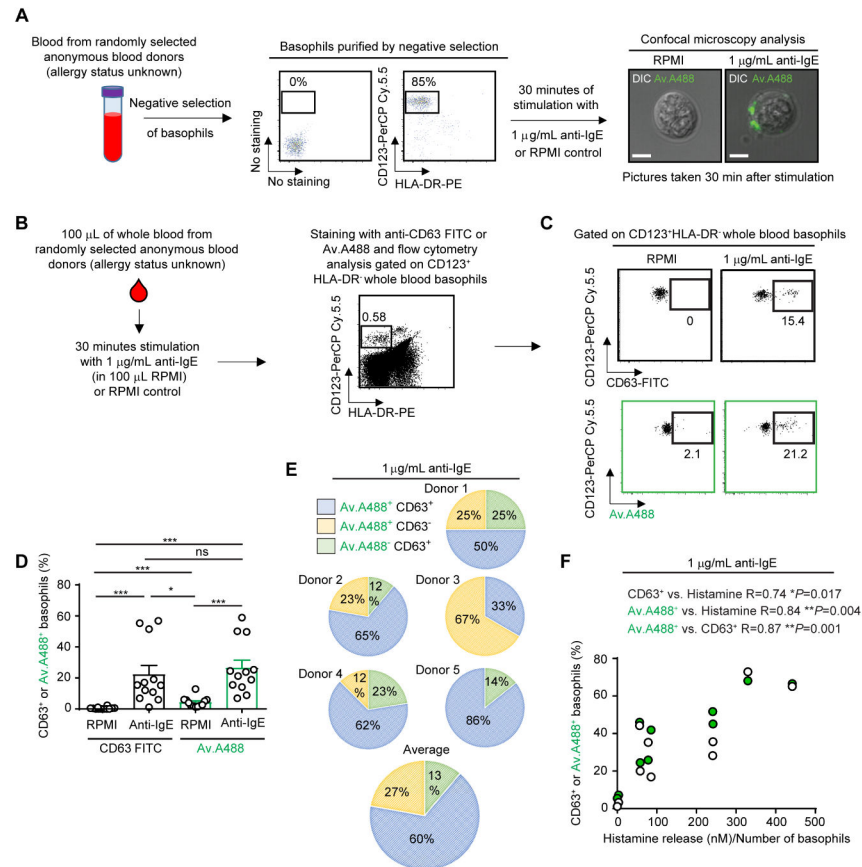 A
Blood from randomly selected
anonymous blood donors
(allergy status unknown)
Negative selection
of basophils
Basophils purified by negative selection
0%
No staining
No staining
85%
CD123-PerCP Cy.5.5
HLA-DR-PE
30 minutes of
stimulation with
1 µg/mL anti-IgE
or RPMI control
Confocal microscopy analysis
RPMI
1 µg/mL anti-IgE
DIC Av.A488
DIC Av.A488
Pictures taken 30 min after stimulation
B
100 µL of whole blood from
randomly selected anonymous blood
donors (allergy status unknown)
30 minutes stimulation
with 1 µg/mL anti-IgE
(in 100 µL RPMI)
or RPMI control
Staining with anti-CD63 FITC or
Av.A488 and flow cytometry
analysis gated on CD123⁺
HLA-DR⁻ whole blood basophils
0.58
CD123-PerCP Cy.5.5
HLA-DR-PE
C
Gated on CD123⁺HLA-DR⁻ whole blood basophils
RPMI
1 µg/mL anti-IgE
0
15.4
CD123-PerCP Cy.5.5
CD63-FITC
2.1
21.2
CD123-PerCP Cy.5.5
Av.A488
D
CD63⁺ or Av.A488⁺ basophils (%)
80
60
40
20
0
***
ns
***
***
*
***
RPMI
Anti-IgE
RPMI
Anti-IgE
CD63 FITC
Av.A488
E
1 µg/mL anti-IgE
Av.A488⁺ CD63⁺
Av.A488⁺ CD63⁻
Av.A488⁻ CD63⁺
Donor 1
25%
25%
50%
Donor 2
23%
12
%
65%
Donor 3
33%
67%
Donor 4
12
%
23%
62%
Donor 5
14%
86%
Average
27%
13
%
60%
F
1 µg/mL anti-IgE
CD63⁺ vs. Histamine R=0.74 *P=0.017
Av.A488⁺ vs. Histamine R=0.84 **P=0.004
Av.A488⁺ vs. CD63⁺ R=0.87 **P=0.001
CD63⁺ or Av.A488⁺ basophils (%)
80
60
40
20
0
0
100
200
300
400
500
Histamine release (nM)/Number of basophils